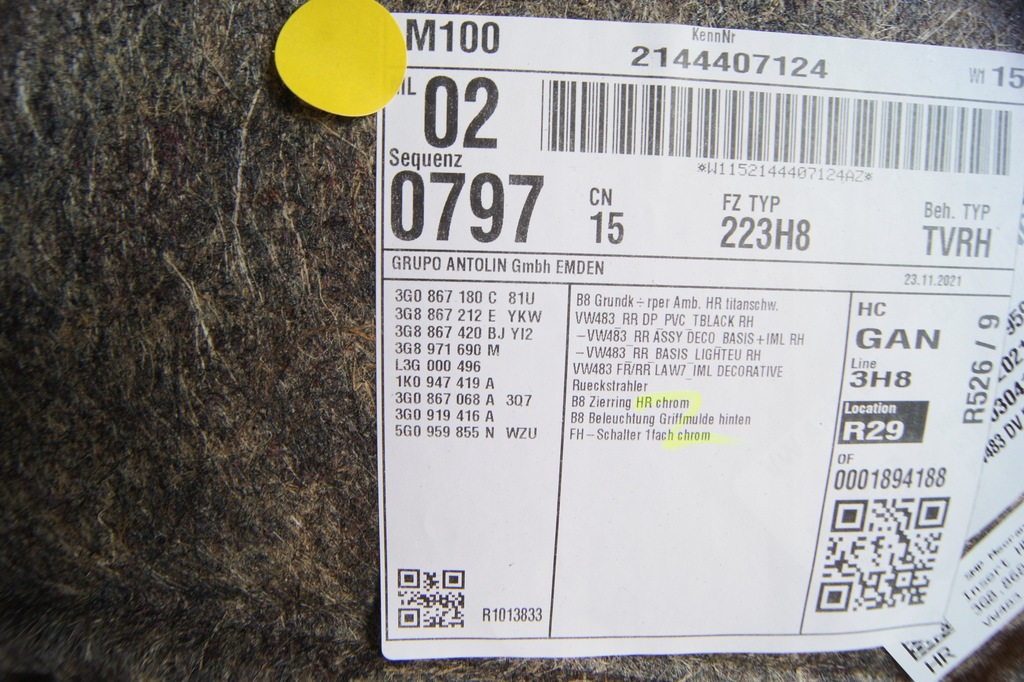 M100
KennNr
2144407124
W1 15
02
*W1152144407124AZ*
Sequenz
0797
CN
15
FZ TYP
223H8
Beh. TYP
TVRH
GRUPO ANTOLIN Gmbh EMDEN
23.11.2021
3G0 867 180 C 81U B8 Grundk÷rper Amb. HR titanschw.
3G8 867 212 E YKW VW483_RR DP_PVC_TBLACK RH
3G8 867 420 BJ YI2 -VW483_RR ASSY DECO_BASIS+IML RH
3G8 971 690 M -VW483_RR_BASIS_LIGHTEU RH
L3G 000 496 VW483 FR/RR LAW7_IML DECORATIVE
1K0 947 419 A Rueckstrahler
3G0 867 068 A 3Q7 B8 Zierring HR chrom
3G0 919 416 A B8 Beleuchtung Griffmulde hinten
5G0 959 855 N WZU FH-Schalter 1fach chrom
HC
GAN
Line
3H8
Location
R29
OF
0001894188
R526 / 9
R1013833
HR